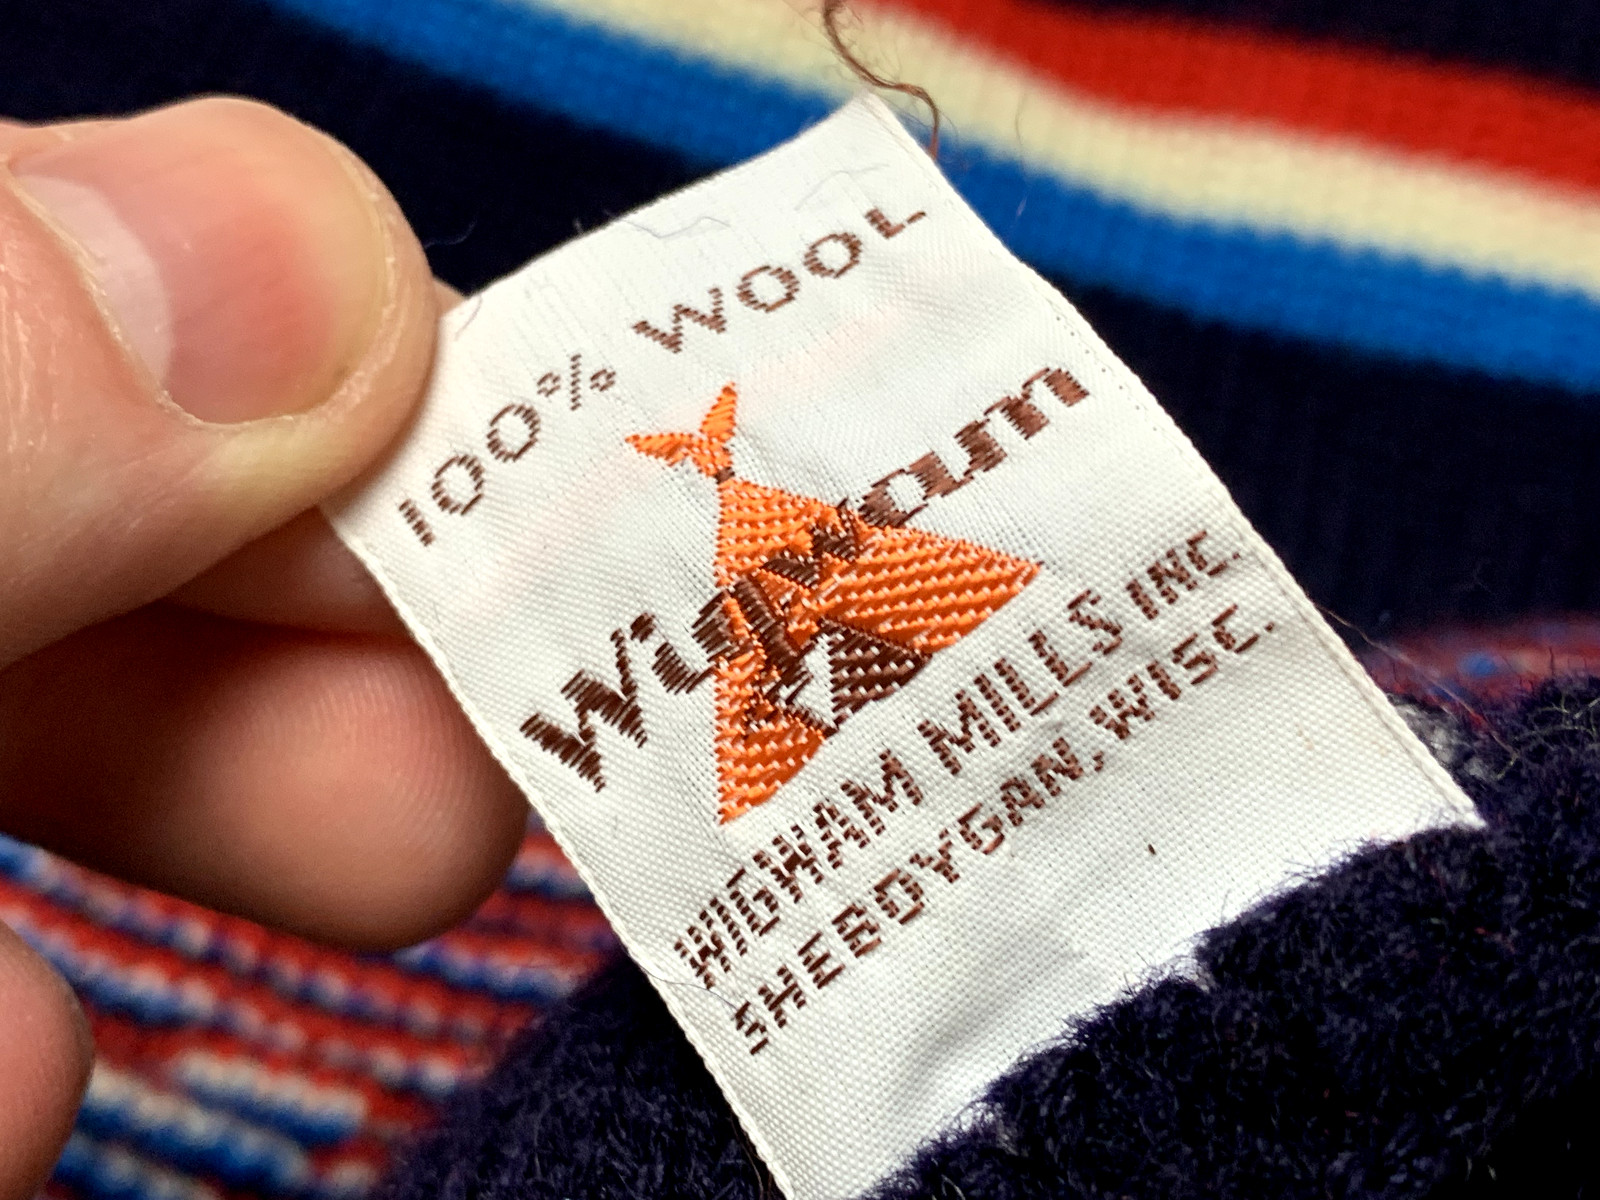 100% WOOL
Wigwam
WIGWAM MILLS INC.
SHEBOYGAN, WISC.